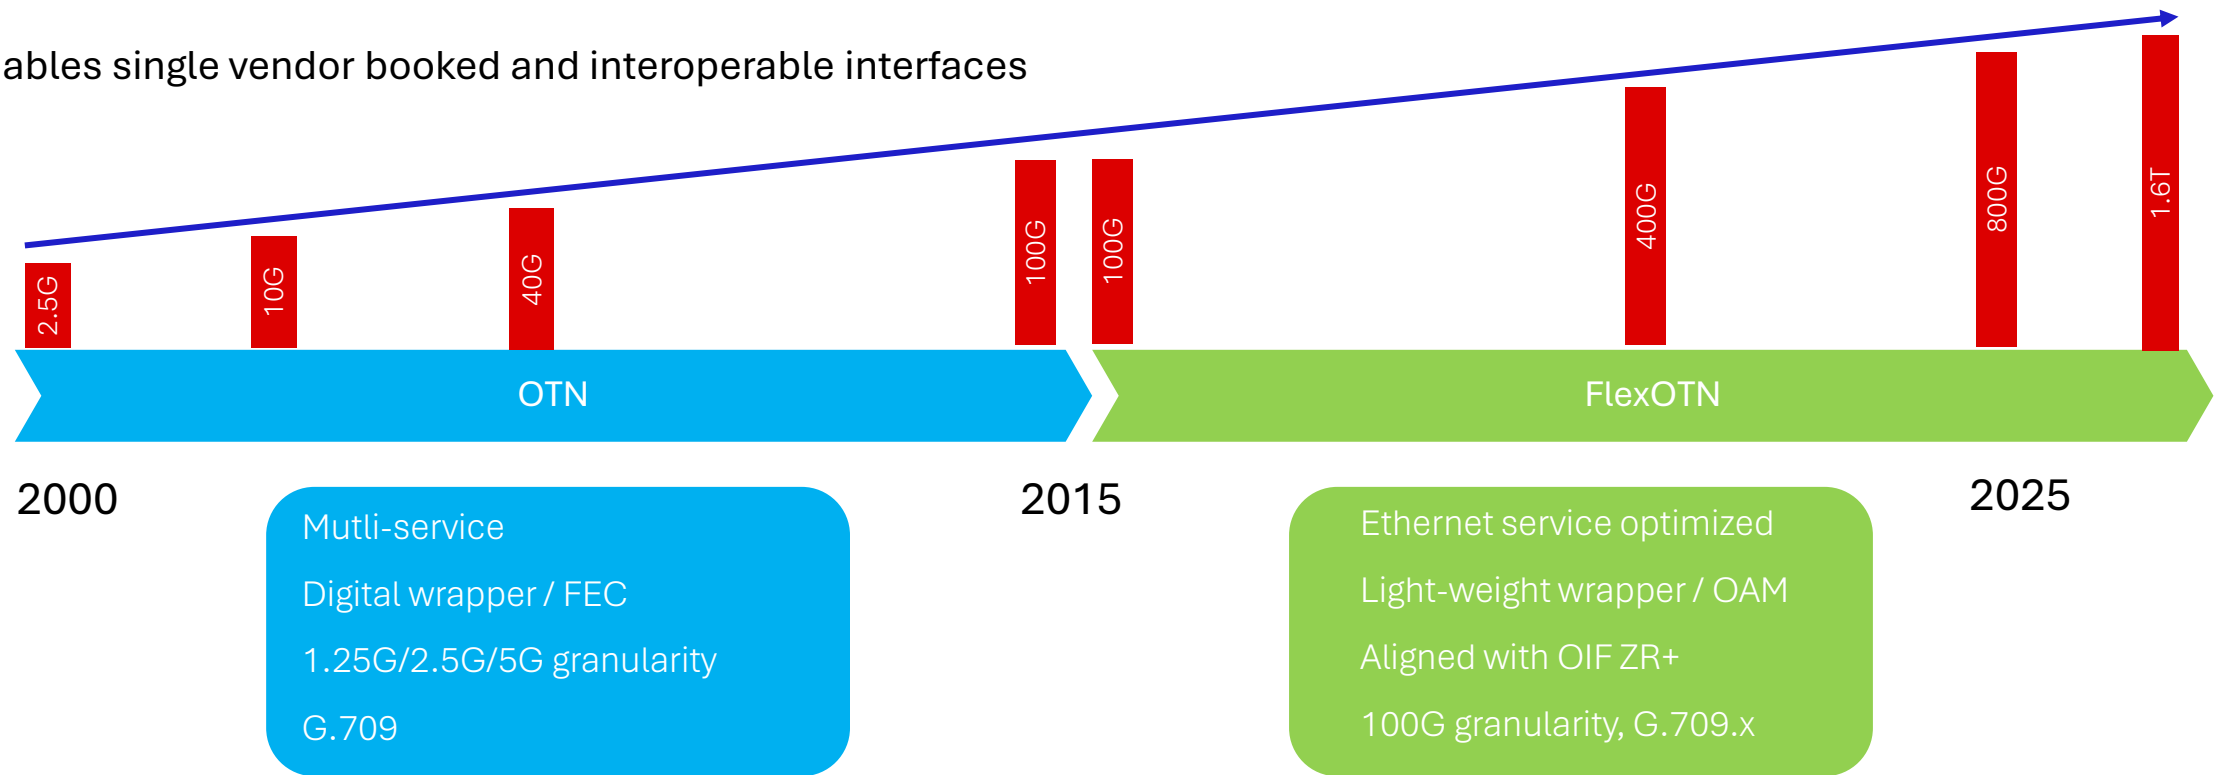 ables single vendor booked and interoperable interfaces
2.5G
10G
40G
100G
100G
400G
800G
1.6T
OTN
FlexOTN
2000
2015
2025
Mutli-service
Digital wrapper / FEC
1.25G/2.5G/5G granularity
G.709
Ethernet service optimized
Light-weight wrapper / OAM
Aligned with OIF ZR+
100G granularity, G.709.x